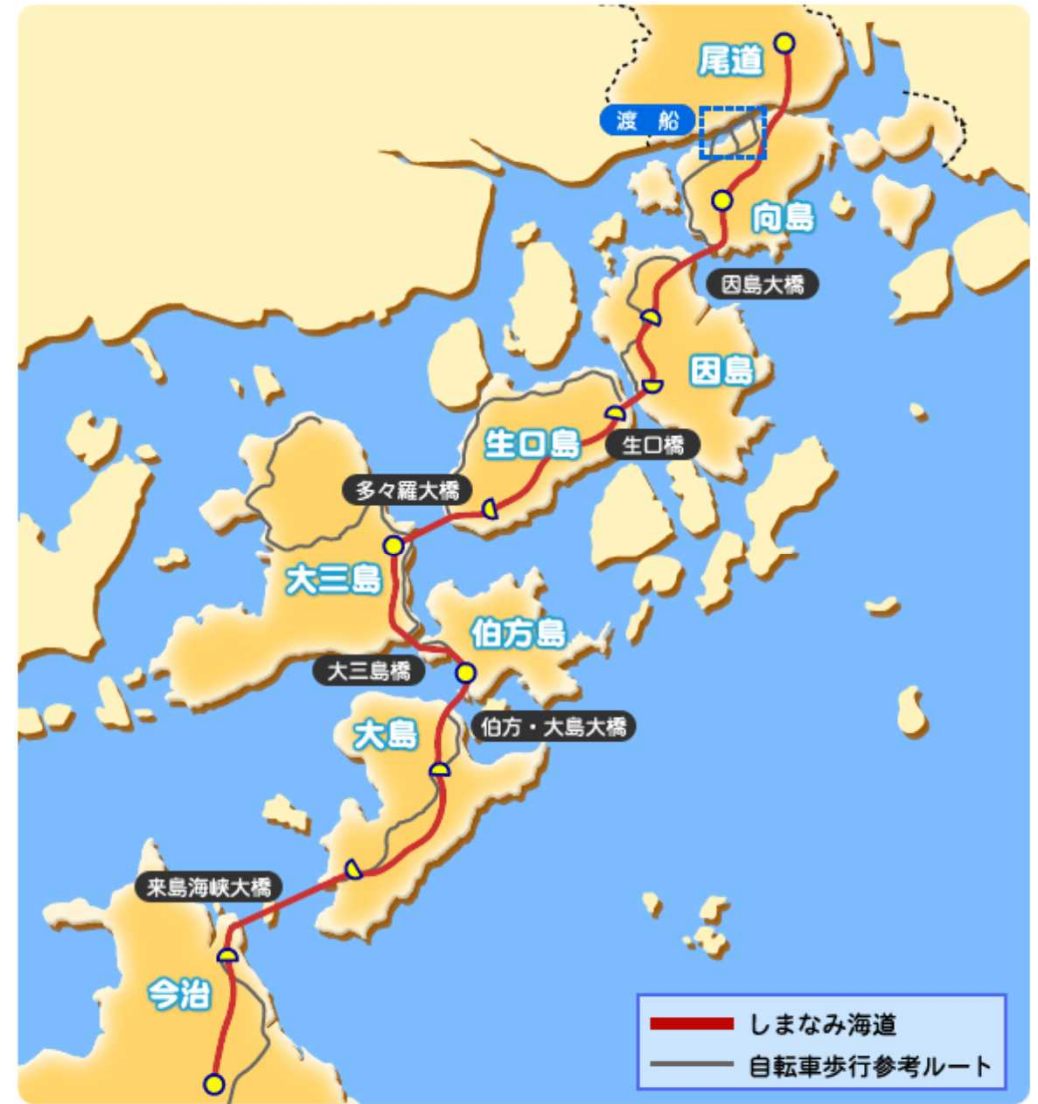 尾道
渡 船
向島
因島大橋
因島
生口島
生口橋
多々羅大橋
大三島
伯方島
大三島橋
伯方・大島大橋
大島
来島海峡大橋
今治
しまなみ海道
自転車歩行参考ルート